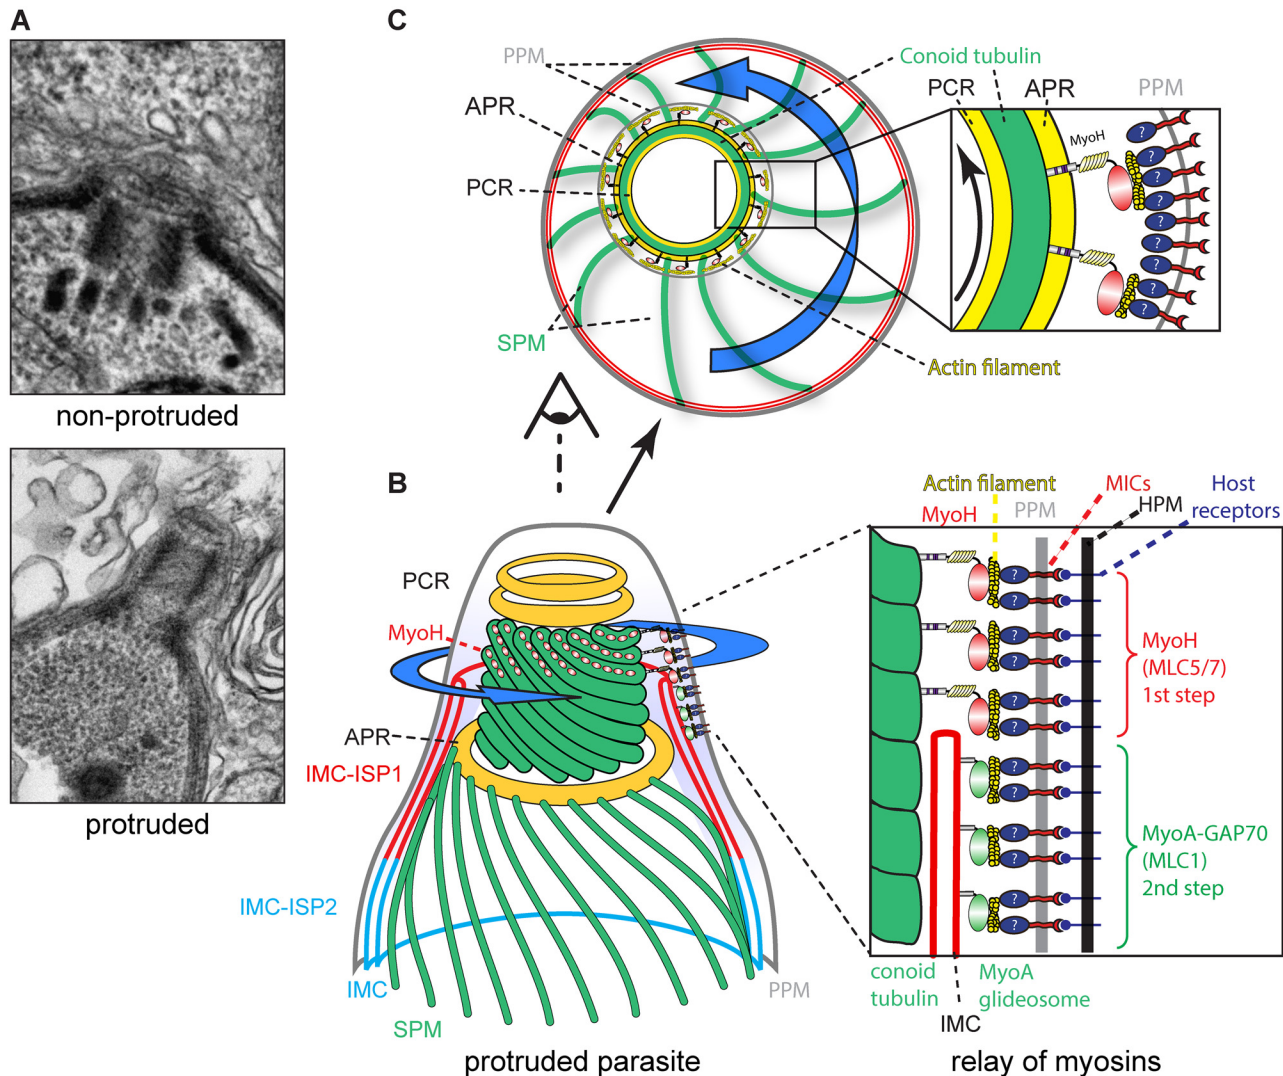 A
non-protruded
protruded
C
PPM
APR
PCR
SPM
Conoid tubulin
Actin filament
PCR
APR
PPM
MyoH
?
?
?
?
?
?
?
?
B
PCR
MyoH
APR
IMC-ISP1
IMC-ISP2
IMC
SPM
PPM
protruded parasite
Actin filament
MyoH
PPM
MICs
HPM
Host
receptors
?
?
?
?
?
?
?
?
?
?
?
?
MyoH
(MLC5/7)
1st step
MyoA-GAP70
(MLC1)
2nd step
conoid
tubulin
MyoA
glideosome
IMC
relay of myosins